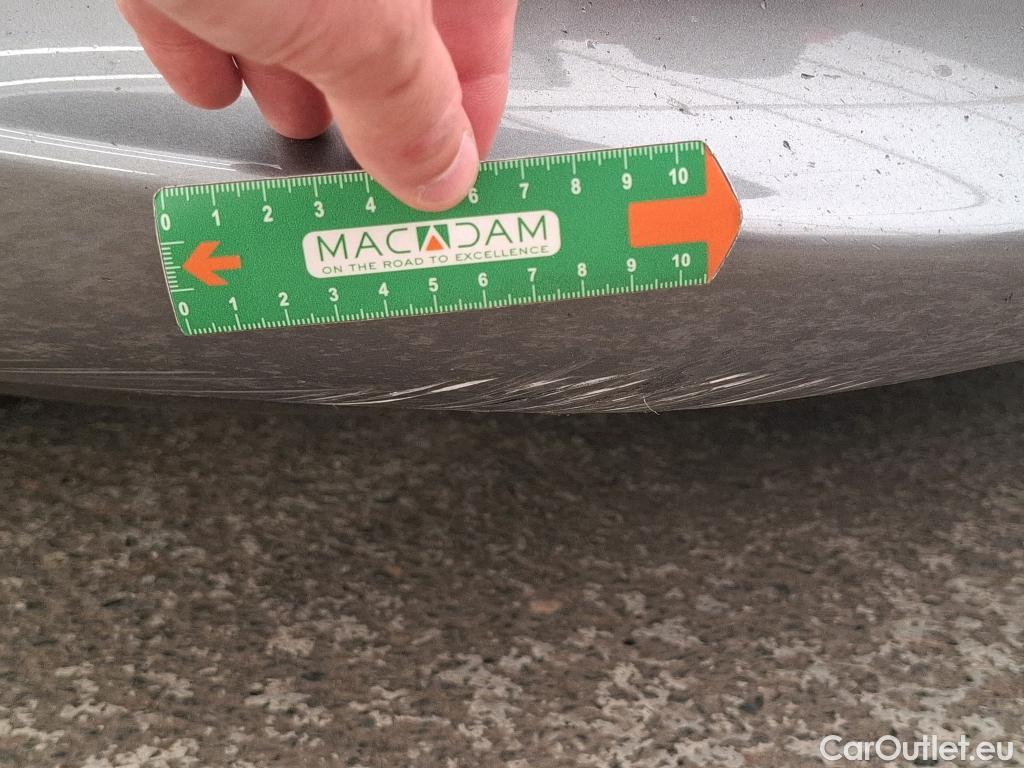 0 1 2 3 4 6 7 8 9 10
MACADAM
ON THE ROAD TO EXCELLENCE
0 1 2 3 4 5 6 7 8 9 10
CarOutlet.eu